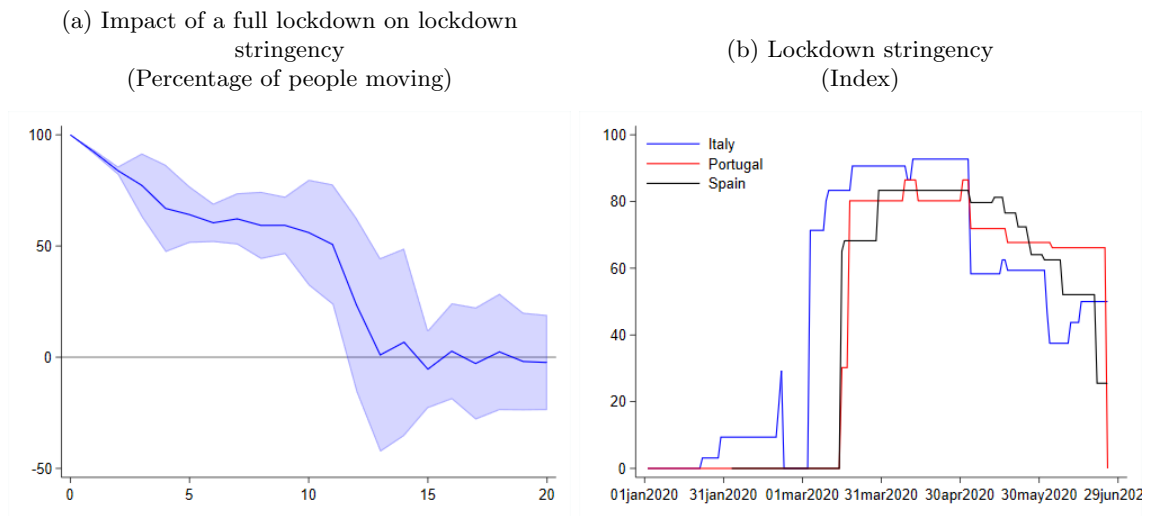 (a) Impact of a full lockdown on lockdown
stringency
(Percentage of people moving)
100
50
0
-50
0 5 10 15 20
(b) Lockdown stringency
(Index)
Italy
Portugal
Spain
100
80
60
40
20
0
01jan2020 31jan2020 01mar2020 31mar2020 30apr2020 30may2020 29jun202